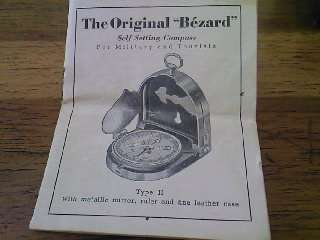 The Original "Bézard"
Self Setting Compass
For Military and Tourists
Type II
with metallic mirror, ruler and fine leather case